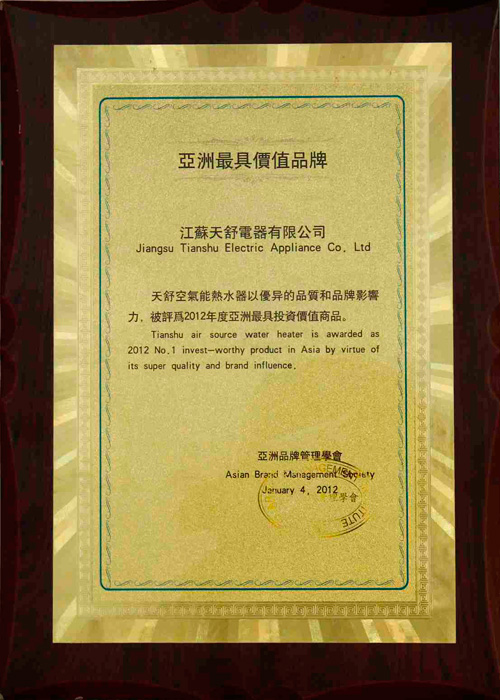 亞洲最具價值品牌
江蘇天舒電器有限公司
Jiangsu Tianshu Electric Appliance Co. Ltd
天舒空氣能熱水器以優异的品質和品牌影響
力，被評爲2012年度亞洲最具投資價值商品。
Tianshu air source water heater is awarded as
2012 No.1 invest-worthy product in Asia by virtue of
its super quality and brand influence.
亞洲品牌管理學會
Asian Brand Management Society
January 4, 2012
管理學會